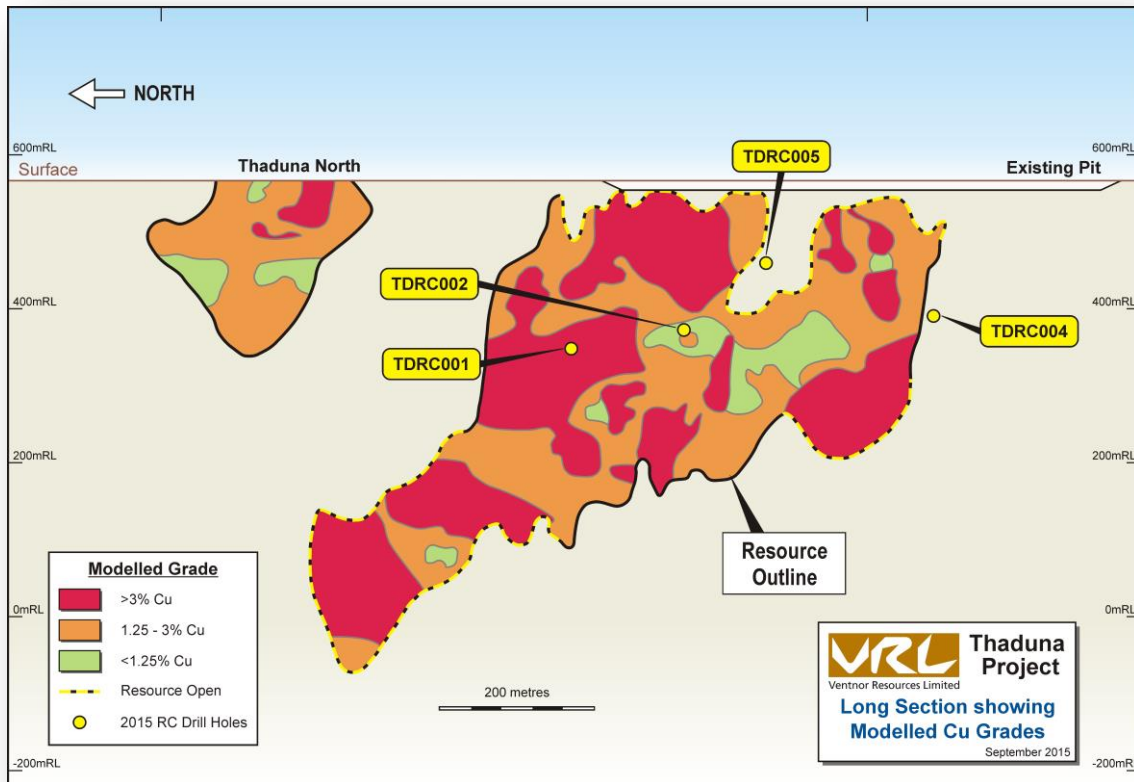 NORTH
600mRL
600mRL
Surface
Thaduna North
TDRC005
Existing Pit
TDRC002
400mRL
400mRL
TDRC004
TDRC001
200mRL
200mRL
Resource
Outline
Modelled Grade
>3% Cu
1.25 - 3% Cu
<1.25% Cu
Resource Open
2015 RC Drill Holes
0mRL
0mRL
200 metres
VRL
Ventnor Resources Limited
Thaduna
Project
Long Section showing
Modelled Cu Grades
September 2015
-200mRL
-200mRL